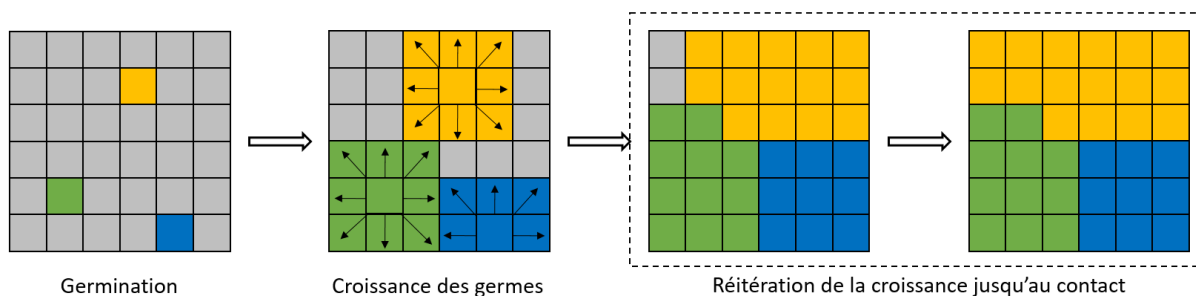 Germination
Croissance des germes
Réitération de la croissance jusqu'au contact